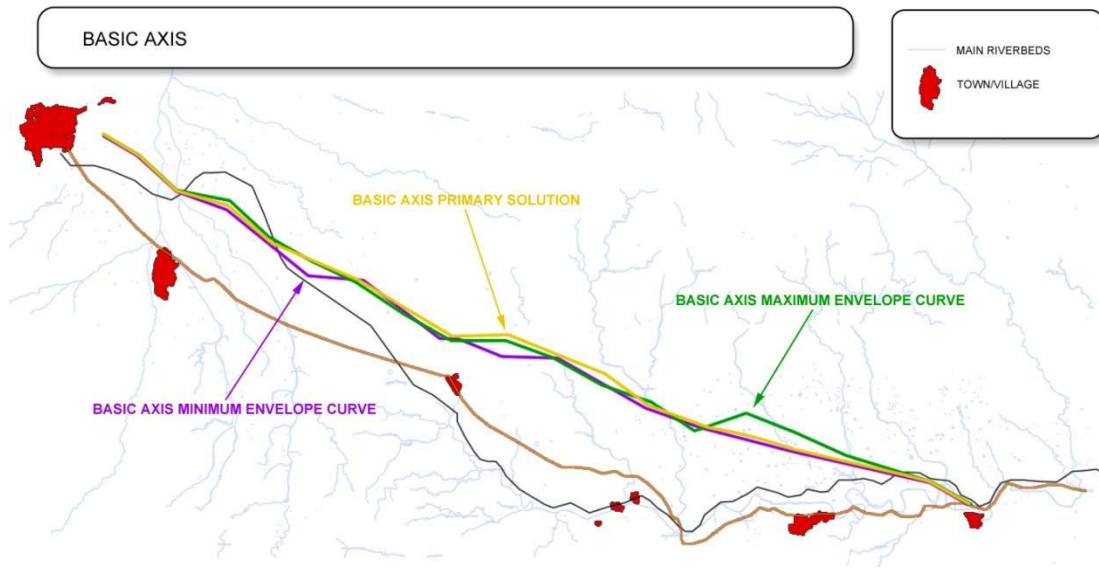 BASIC AXIS
MAIN RIVERBEDS
TOWN/VILLAGE
BASIC AXIS PRIMARY SOLUTION
BASIC AXIS MAXIMUM ENVELOPE CURVE
BASIC AXIS MINIMUM ENVELOPE CURVE